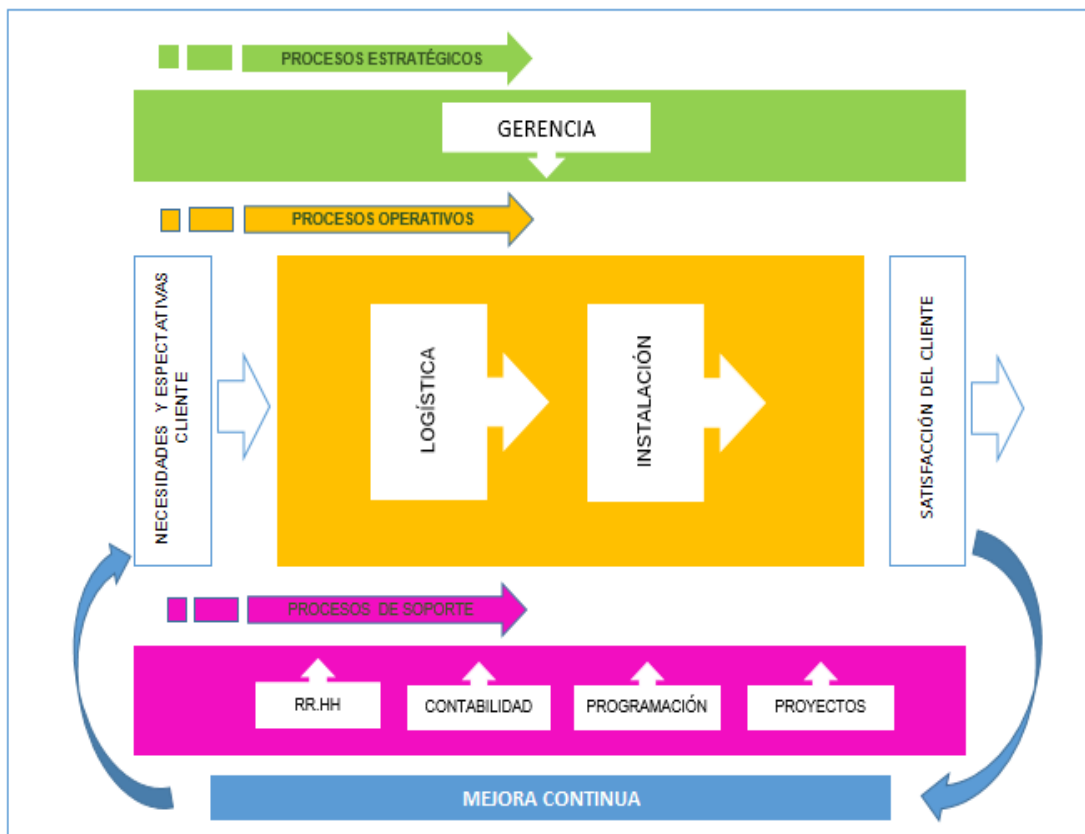 PROCESOS ESTRATÉGICOS
GERENCIA
PROCESOS OPERATIVOS
NECESIDADES Y ESPECTATIVAS
CLIENTE
LOGÍSTICA
INSTALACIÓN
SATISFACCIÓN DEL CLIENTE
PROCESOS DE SOPORTE
RR.HH
CONTABILIDAD
PROGRAMACIÓN
PROYECTOS
MEJORA CONTINUA